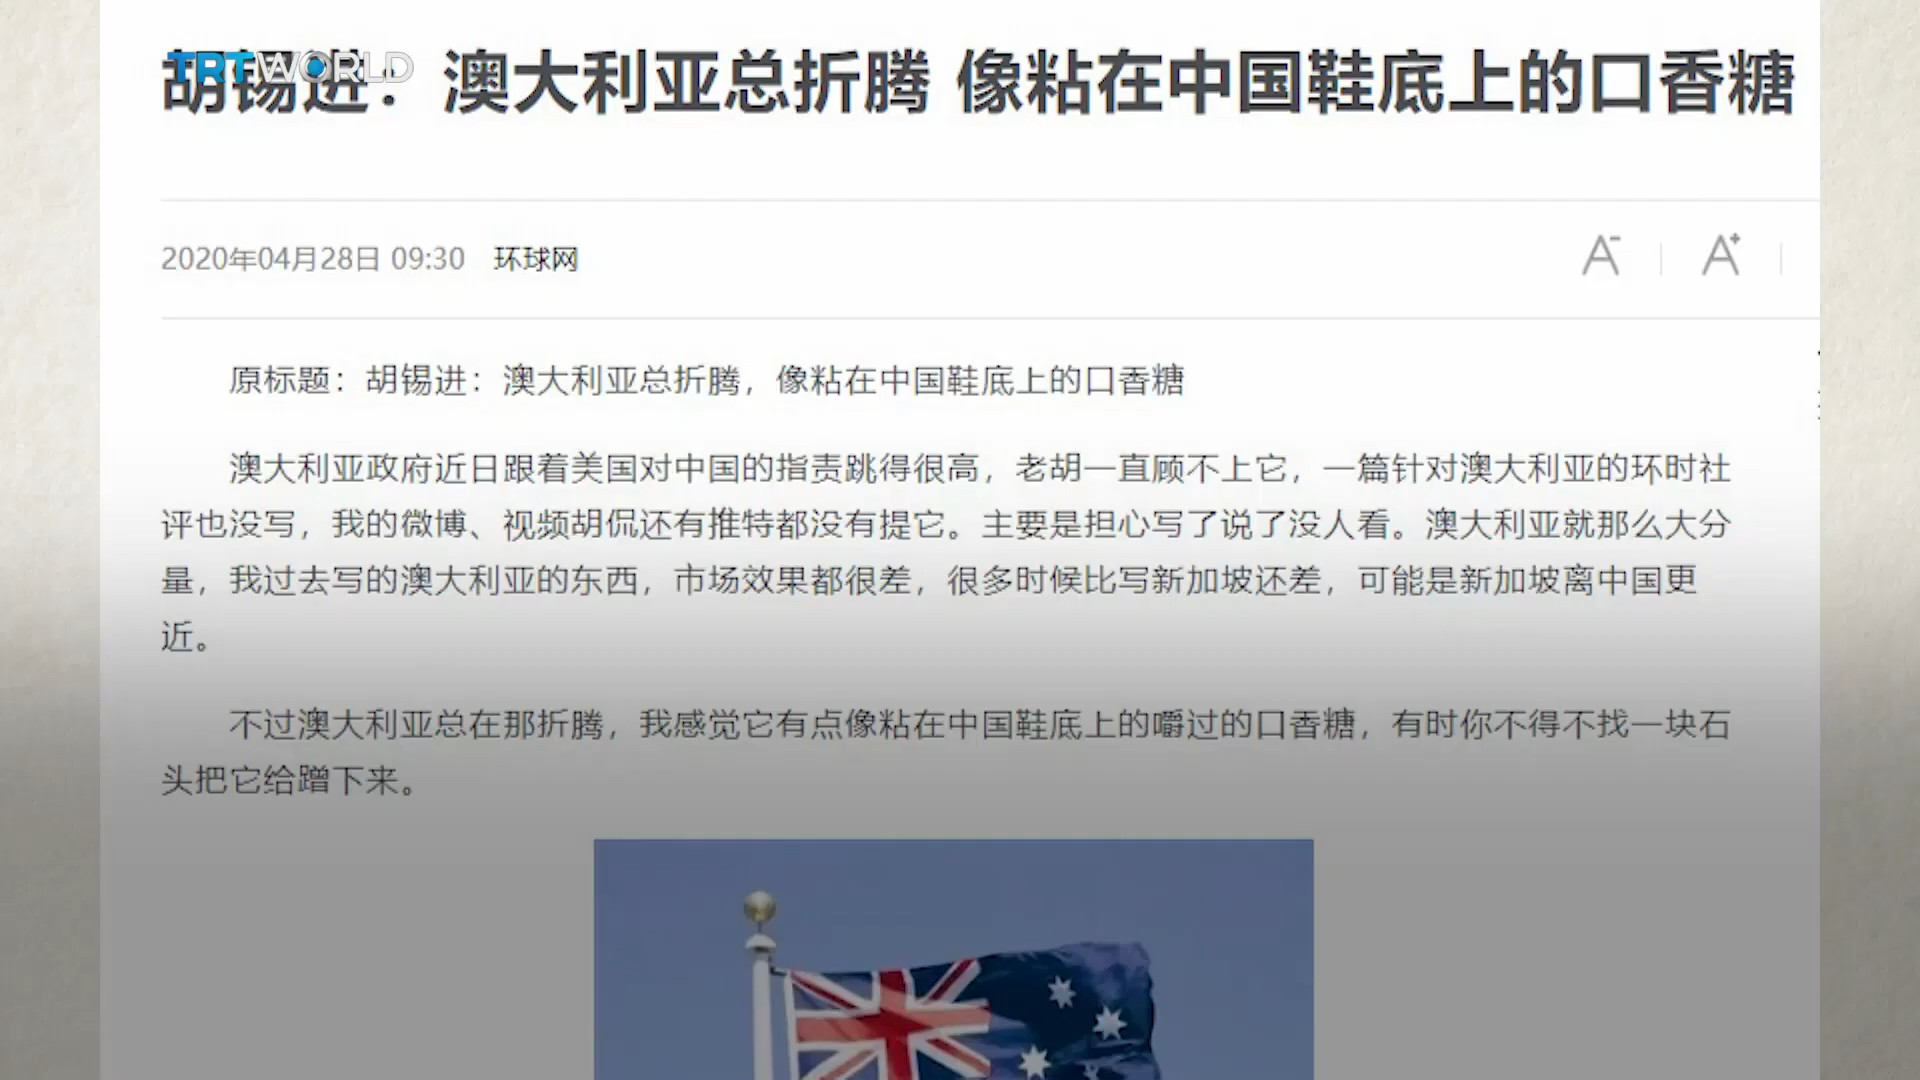 TRT WORLD
胡锡进：澳大利亚总折腾 像粘在中国鞋底上的口香糖
2020年04月28日 09:30 环球网
A- A+
原标题：胡锡进：澳大利亚总折腾，像粘在中国鞋底上的口香糖
澳大利亚政府近日跟着美国对中国的指责跳得很高，老胡一直顾不上它，一篇针对澳大利亚的环时社
评也没写，我的微博、视频胡侃还有推特都没有提它。主要是担心写了说了没人看。澳大利亚就那么大分
量，我过去写的澳大利亚的东西，市场效果都很差，很多时候比写新加坡还差，可能是新加坡离中国更
近。
不过澳大利亚总在那折腾，我感觉它有点像粘在中国鞋底上的嚼过的口香糖，有时你不得不找一块石
头把它给蹭下来。